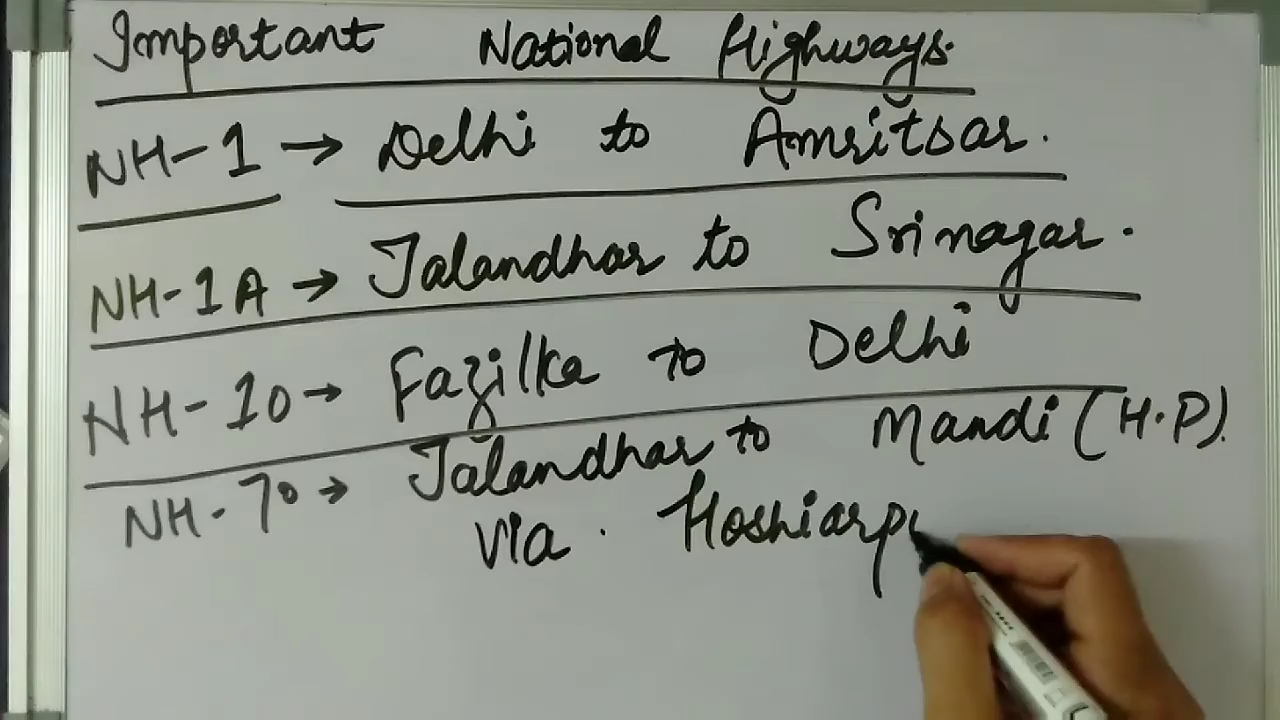 Important National Highways.
NH-1 → Delhi to Amritsar.
NH-1A → Jalandhar to Srinagar.
NH-10 → Fazilka to Delhi
NH-70 → Jalandhar to Mandi (H.P).
via. Hoshiarp